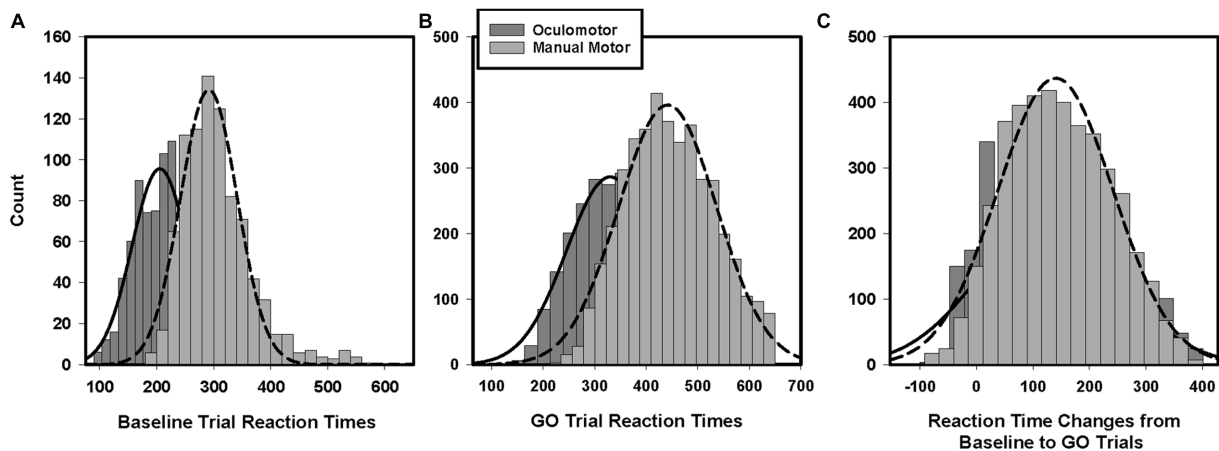 A
B
C
Oculomotor
Manual Motor
Count
160
140
120
100
80
60
40
20
0
100 200 300 400 500 600
Baseline Trial Reaction Times
500
400
300
200
100
0
100 200 300 400 500 600 700
GO Trial Reaction Times
500
400
300
200
100
0
-100 0 100 200 300 400
Reaction Time Changes from
Baseline to GO Trials